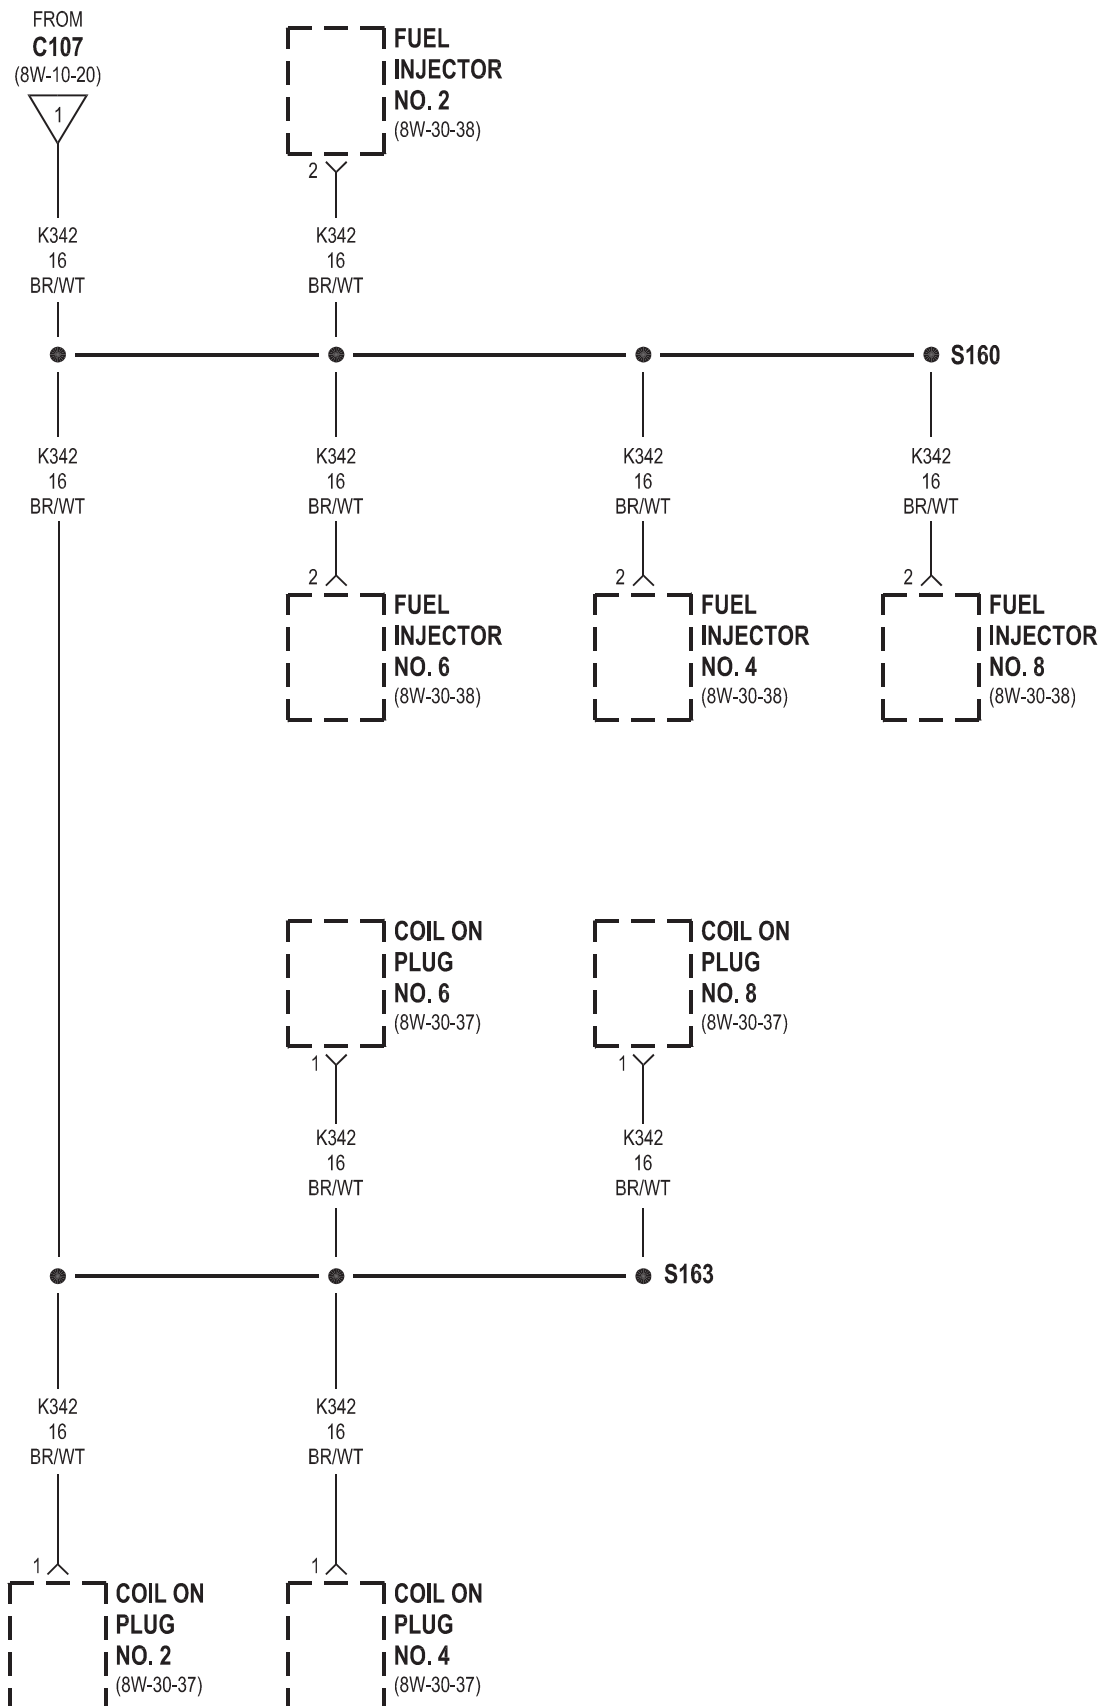 FROM
C107
(8W-10-20)
1
FUEL
INJECTOR
NO. 2
(8W-30-38)
2
K342
16
BR/WT
K342
16
BR/WT
S160
K342
16
BR/WT
K342
16
BR/WT
K342
16
BR/WT
K342
16
BR/WT
2
FUEL
INJECTOR
NO. 6
(8W-30-38)
2
FUEL
INJECTOR
NO. 4
(8W-30-38)
2
FUEL
INJECTOR
NO. 8
(8W-30-38)
COIL ON
PLUG
NO. 6
(8W-30-37)
1
COIL ON
PLUG
NO. 8
(8W-30-37)
1
K342
16
BR/WT
K342
16
BR/WT
S163
K342
16
BR/WT
K342
16
BR/WT
1
COIL ON
PLUG
NO. 2
(8W-30-37)
1
COIL ON
PLUG
NO. 4
(8W-30-37)